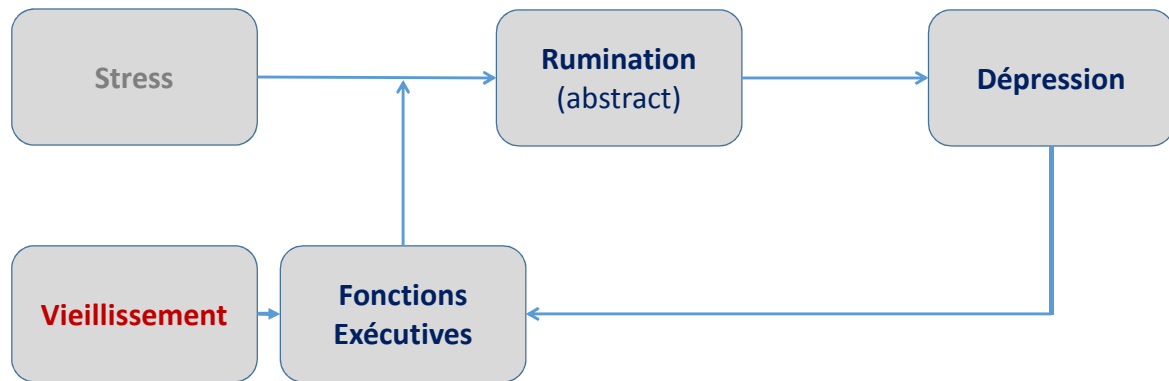 Stress
Rumination
(abstract)
Dépression
Vieillissement
Fonctions
Exécutives